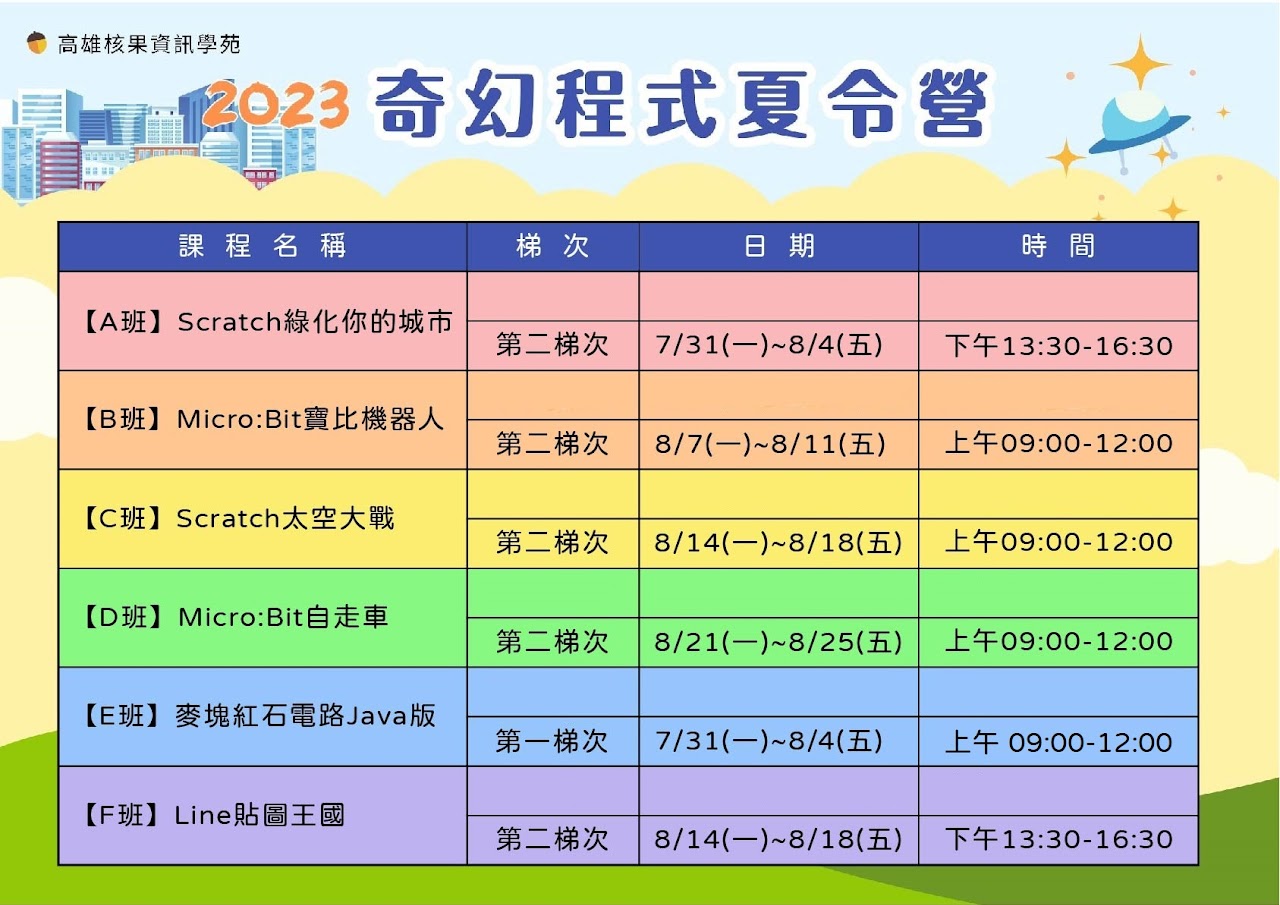 高雄核果資訊學苑
2023 奇幻程式夏令營
課程名稱 梯次 日期 時間
【A班】Scratch綠化你的城市
第二梯次 7/31(一)~8/4(五) 下午13:30-16:30
【B班】Micro:Bit寶比機器人
第二梯次 8/7(一)~8/11(五) 上午09:00-12:00
【C班】Scratch太空大戰
第二梯次 8/14(一)~8/18(五) 上午09:00-12:00
【D班】Micro:Bit自走車
第二梯次 8/21(一)~8/25(五) 上午09:00-12:00
【E班】麥塊紅石電路Java版
第一梯次 7/31(一)~8/4(五) 上午 09:00-12:00
【F班】Line貼圖王國
第二梯次 8/14(一)~8/18(五) 下午13:30-16:30